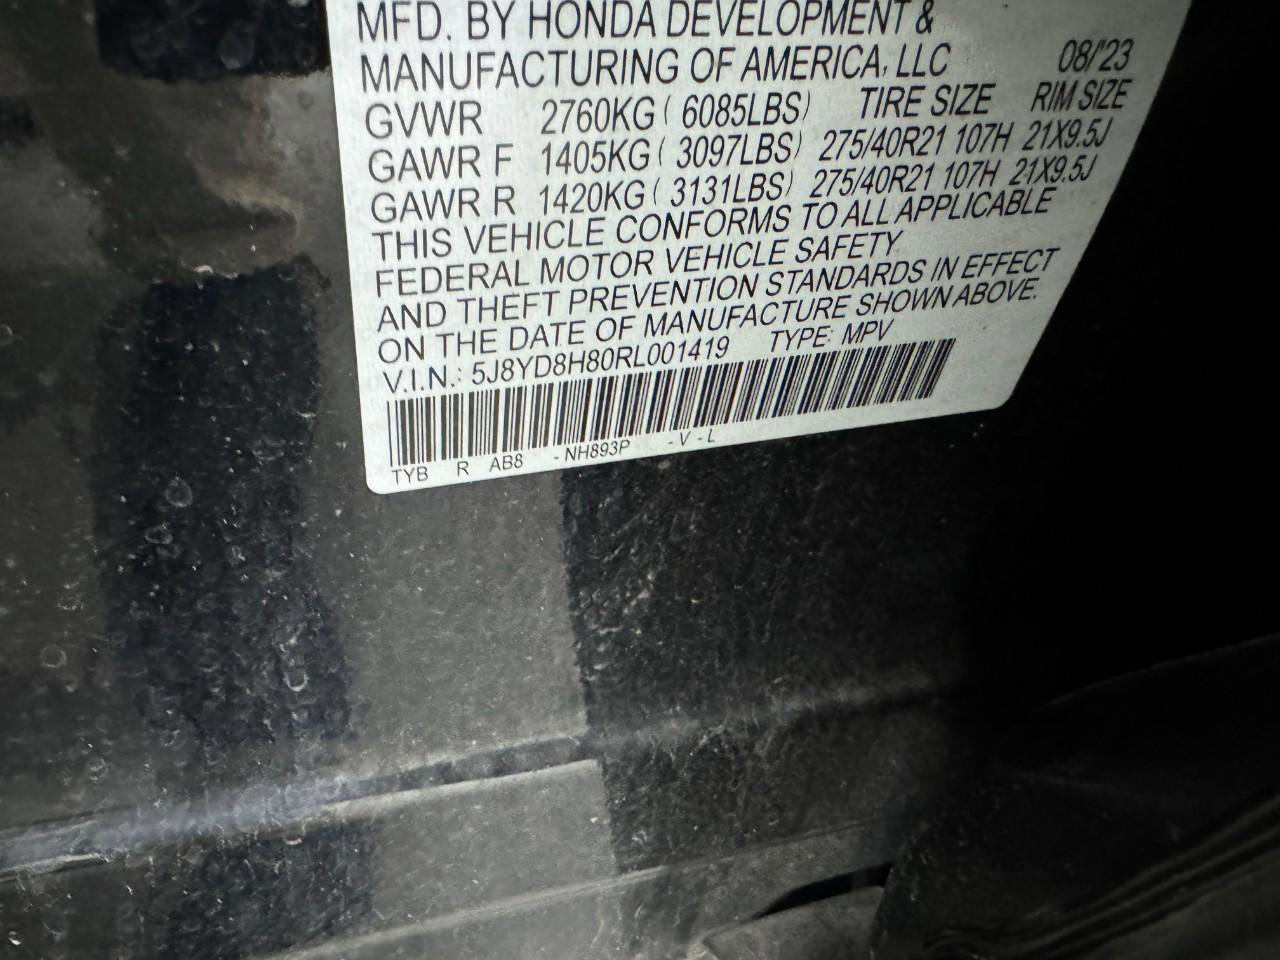 MFD. BY HONDA DEVELOPMENT &
MANUFACTURING OF AMERICA, LLC 08/'23
GVWR 2760KG ( 6085LBS) TIRE SIZE RIM SIZE
GAWR F 1405KG ( 3097LBS) 275/40R21 107H 21X9.5J
GAWR R 1420KG ( 3131LBS) 275/40R21 107H 21X9.5J
THIS VEHICLE CONFORMS TO ALL APPLICABLE
FEDERAL MOTOR VEHICLE SAFETY
AND THEFT PREVENTION STANDARDS IN EFFECT
ON THE DATE OF MANUFACTURE SHOWN ABOVE.
V.I.N.: 5J8YD8H80RL001419 TYPE: MPV
TYB R AB8 - NH893P - V - L